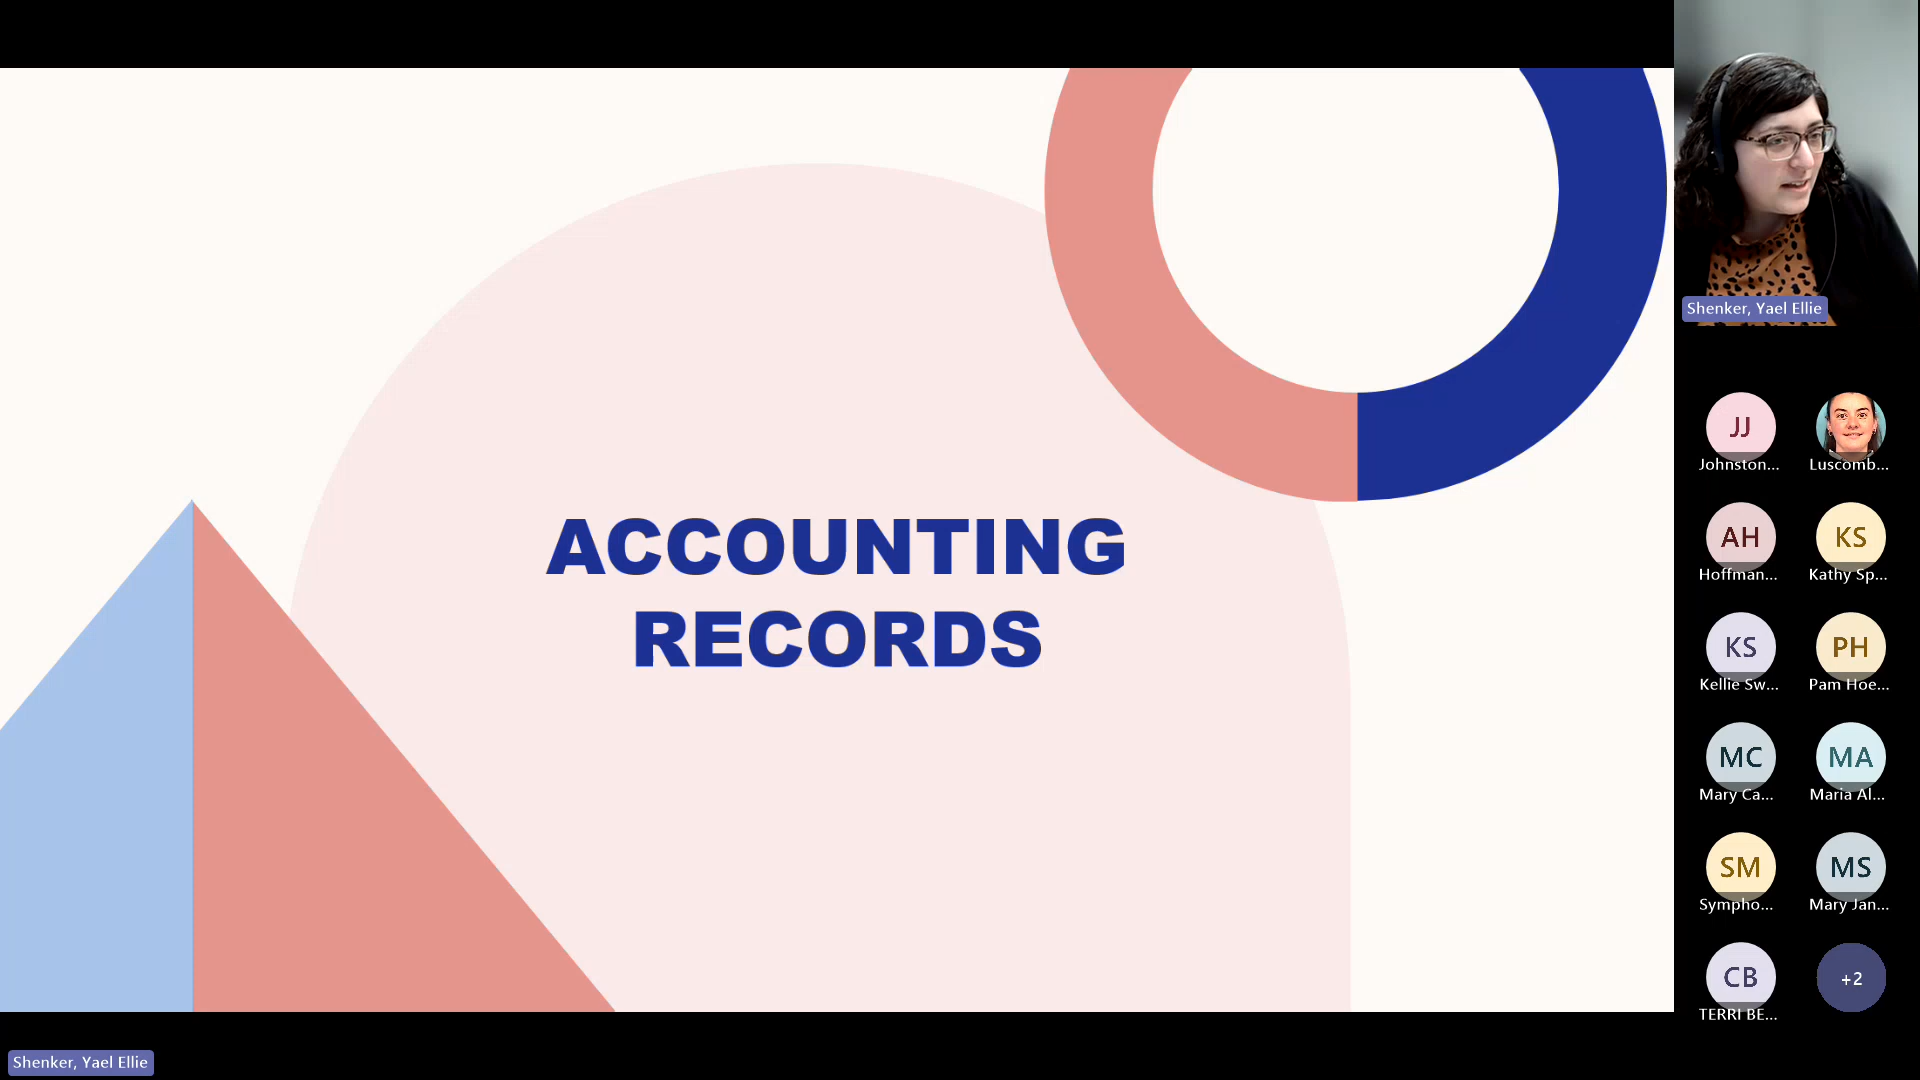 ACCOUNTING
RECORDS
Shenker, Yael Ellie
JJ
Johnston...
Luscomb...
AH
Hoffman...
KS
Kathy Sp...
KS
Kellie Sw...
PH
Pam Hoe...
MC
Mary Ca...
MA
Maria Al...
SM
Sympho...
MS
Mary Jan...
CB
TERRI BE...
+2
Shenker, Yael Ellie